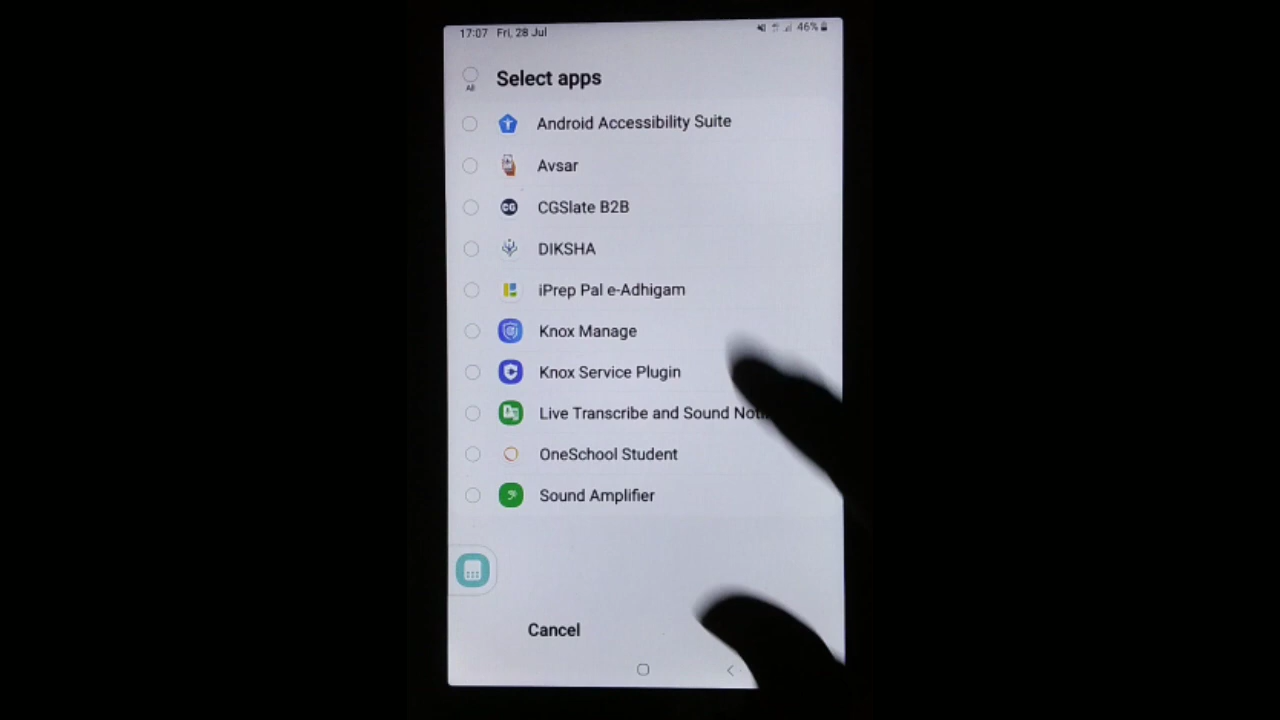 17:07 Fri, 28 Jul 46%
All
Select apps
Android Accessibility Suite
Avsar
CG
CGSlate B2B
DIKSHA
iPrep Pal e-Adhigam
Knox Manage
Knox Service Plugin
Live Transcribe and Sound
OneSchool Student
Sound Amplifier
Cancel